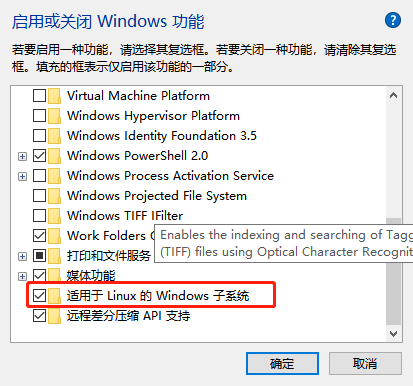 启用或关闭 Windows 功能
若要启用一种功能，请选择其复选框。若要关闭一种功能，请清除其复选
框。填充的框表示仅启用该功能的一部分。
Virtual Machine Platform
Windows Hypervisor Platform
Windows Identity Foundation 3.5
Windows PowerShell 2.0
Windows Process Activation Service
Windows Projected File System
Windows TIFF IFilter
Work Folders C
Enables the indexing and searching of Tagg
打印和文件服务
(TIFF) files using Optical Character Recognit
媒体功能
适用于 Linux 的 Windows 子系统
远程差分压缩 API 支持
确定
取消